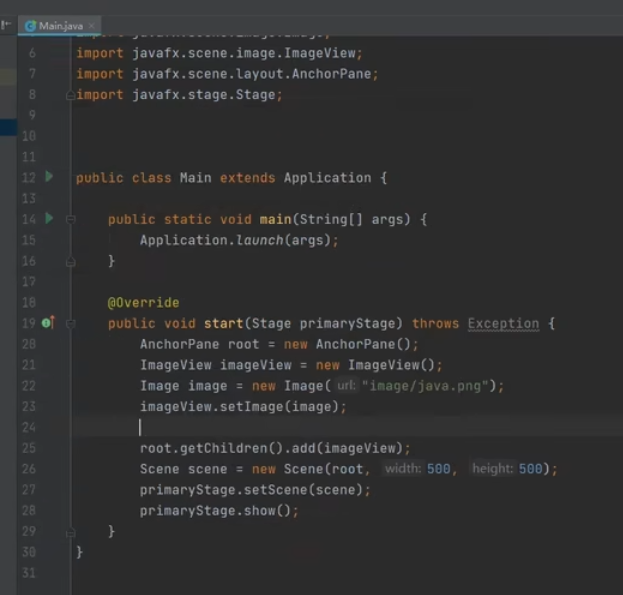 Main.java
6 import javafx.scene.image.ImageView;
7 import javafx.scene.layout.AnchorPane;
8 import javafx.stage.Stage;
9
10
11
12 public class Main extends Application {
13
14 public static void main(String[] args) {
15 Application.launch(args);
16 }
17
18 @Override
19 public void start(Stage primaryStage) throws Exception {
20 AnchorPane root = new AnchorPane();
21 ImageView imageView = new ImageView();
22 Image image = new Image( url: "image/java.png");
23 imageView.setImage(image);
24
25 root.getChildren().add(imageView);
26 Scene scene = new Scene(root, width: 500, height: 500);
27 primaryStage.setScene(scene);
28 primaryStage.show();
29 }
30 }
31